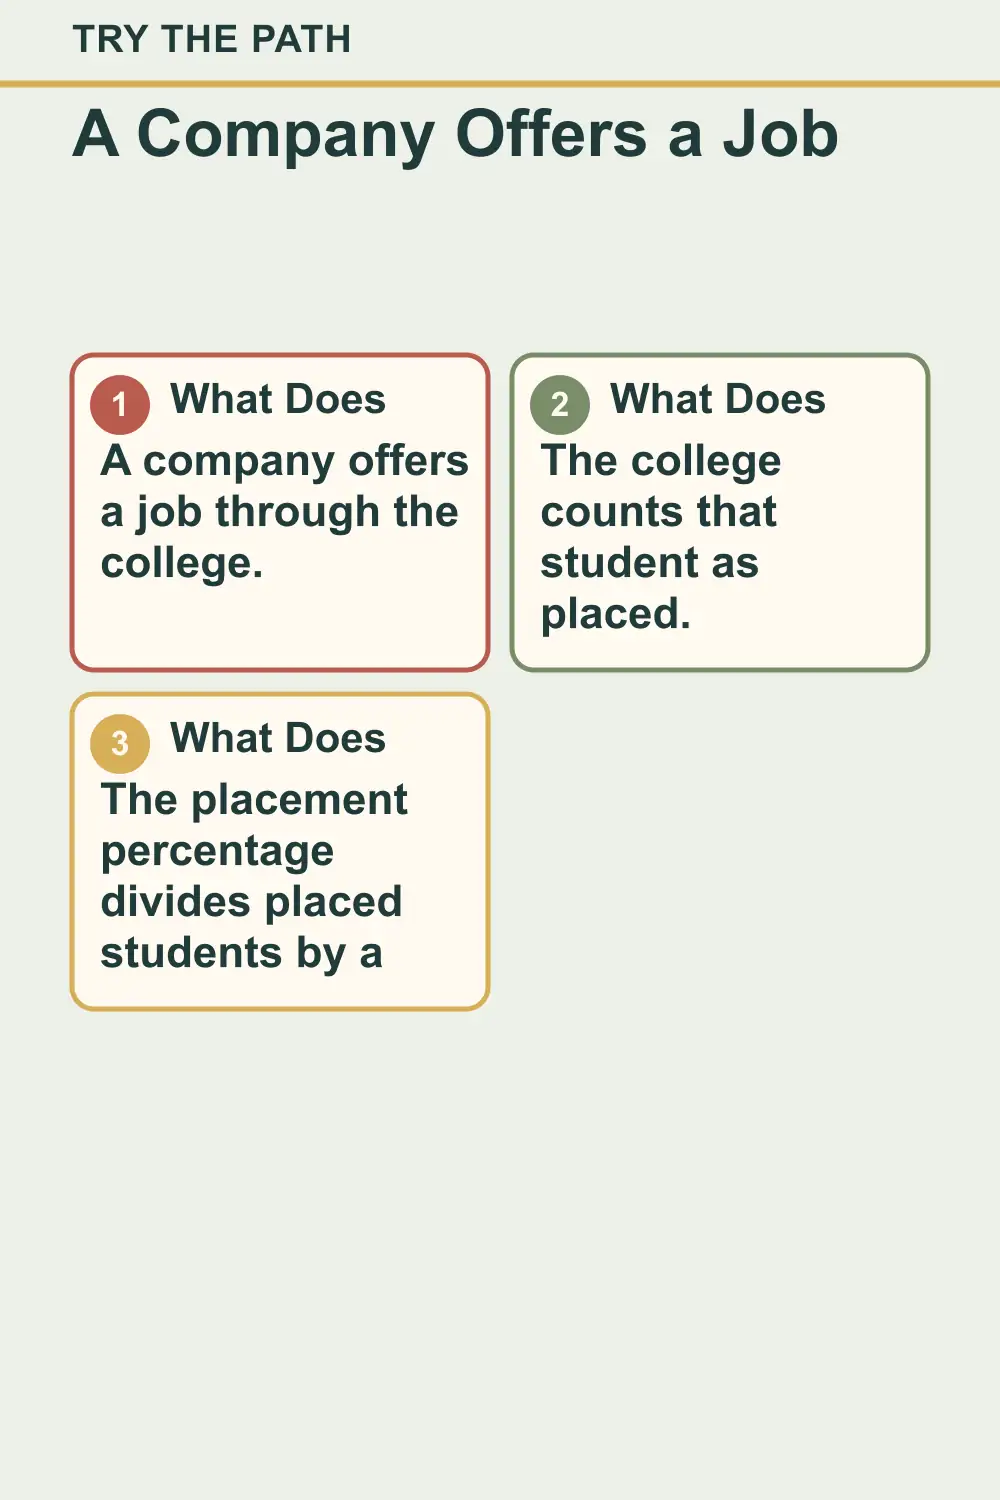 TRY THE PATH
A Company Offers a Job
1 What Does
A company offers
a job through the
college.
2 What Does
The college
counts that
student as
placed.
3 What Does
The placement
percentage
divides placed
students by a